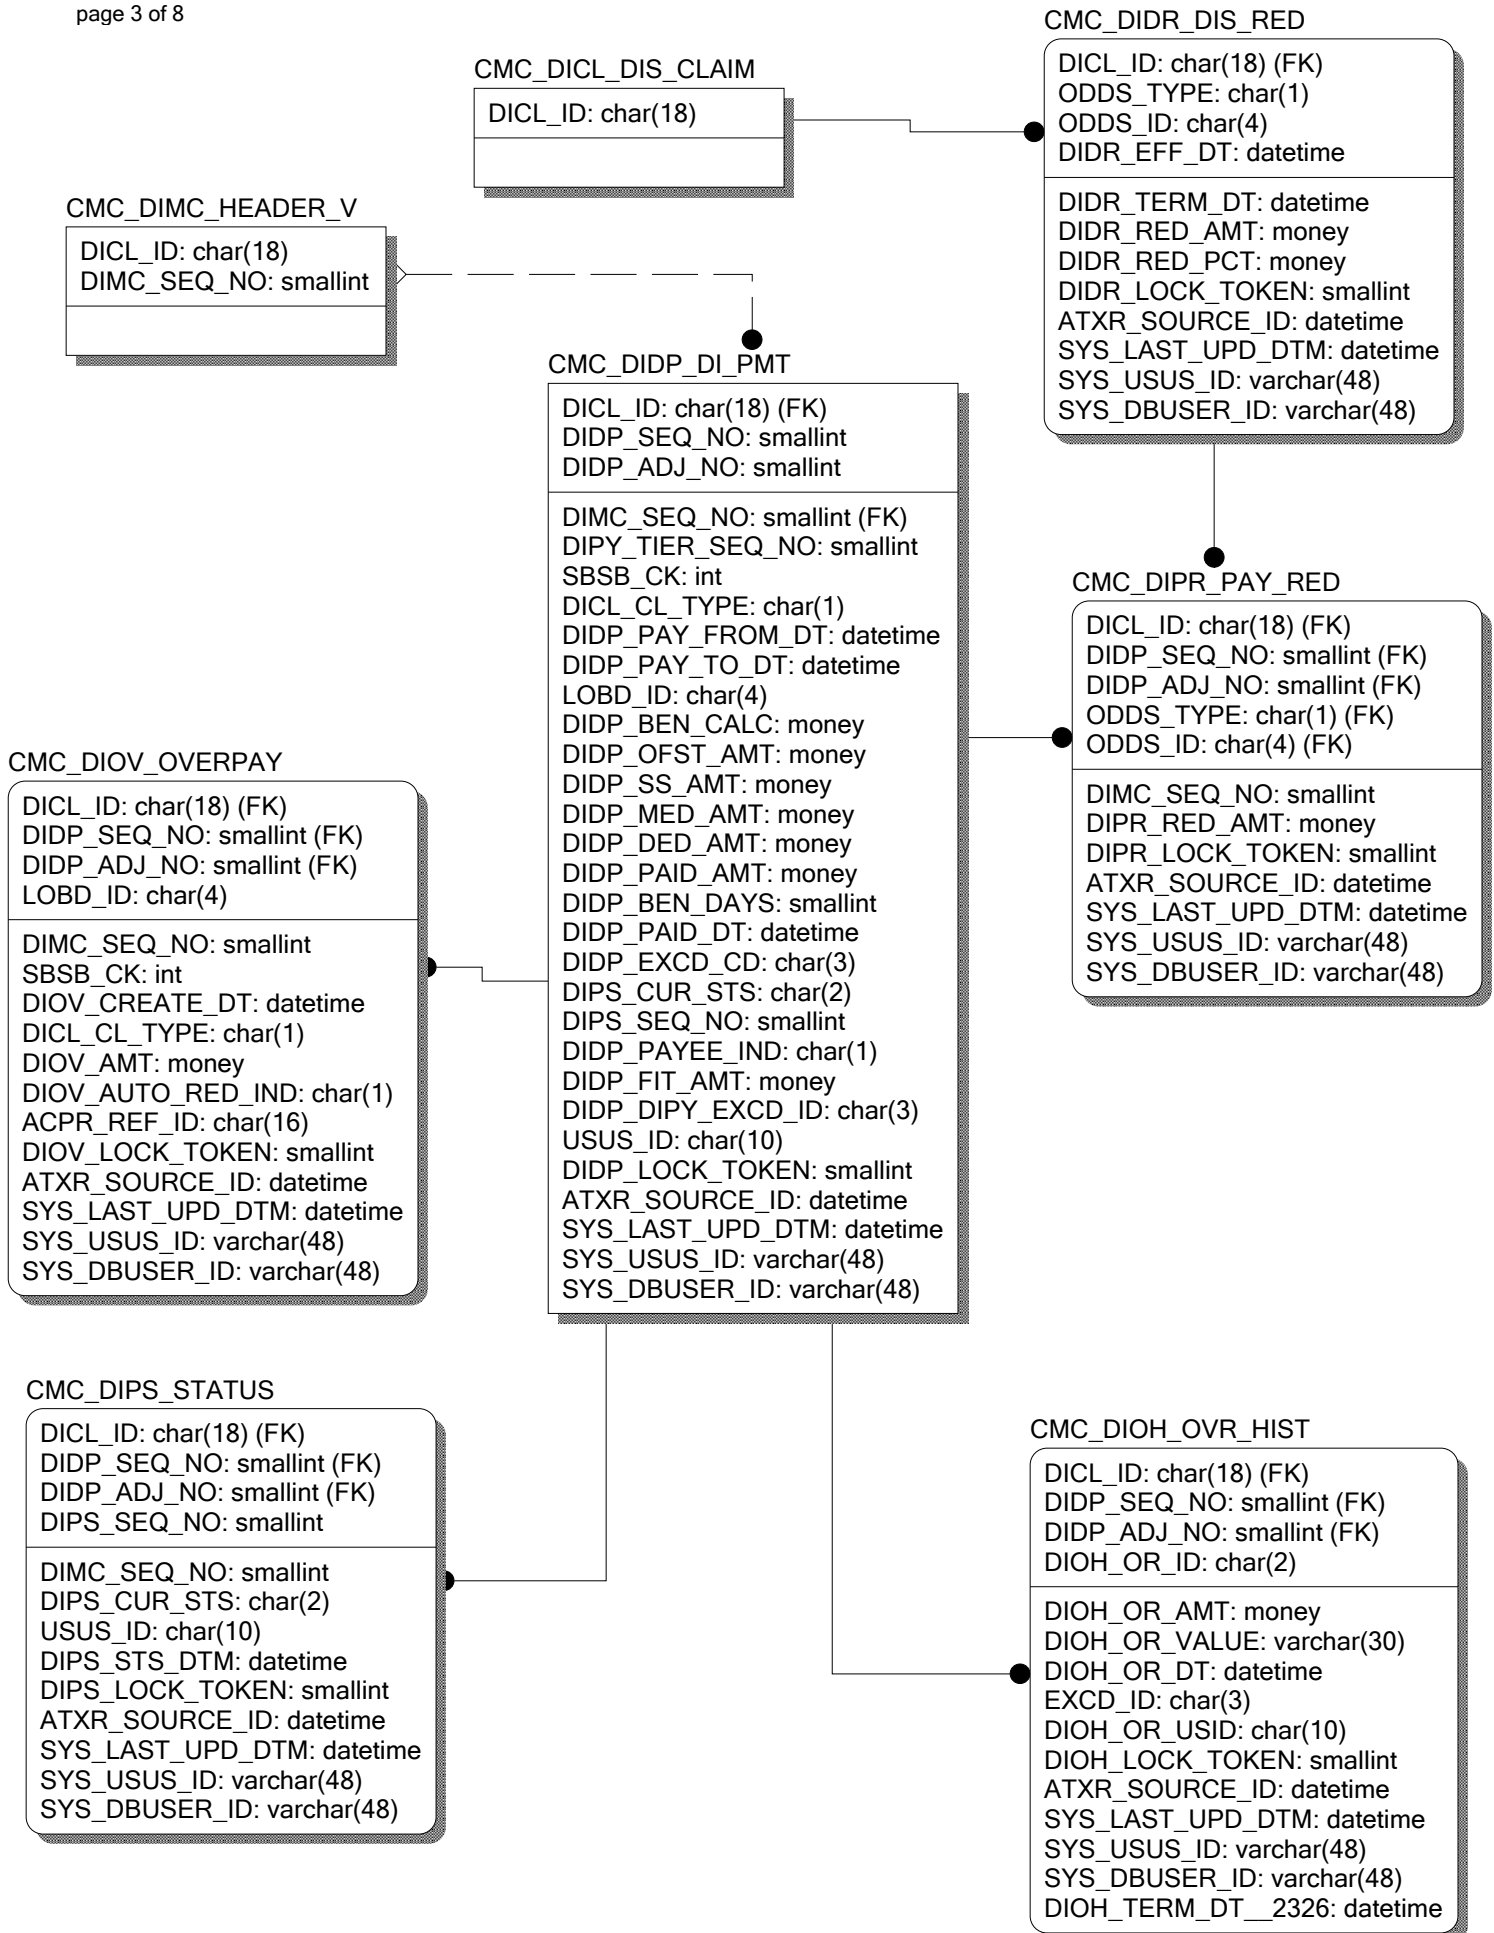 page 3 of 8
CMC_DICL_DIS_CLAIM
DICL_ID: char(18)
CMC_DIDR_DIS_RED
DICL_ID: char(18) (FK)
ODDS_TYPE: char(1)
ODDS_ID: char(4)
DIDR_EFF_DT: datetime
DIDR_TERM_DT: datetime
DIDR_RED_AMT: money
DIDR_RED_PCT: money
DIDR_LOCK_TOKEN: smallint
ATXR_SOURCE_ID: datetime
SYS_LAST_UPD_DTM: datetime
SYS_USUS_ID: varchar(48)
SYS_DBUSER_ID: varchar(48)
CMC_DIMC_HEADER_V
DICL_ID: char(18)
DIMC_SEQ_NO: smallint
CMC_DIDP_DI_PMT
DICL_ID: char(18) (FK)
DIDP_SEQ_NO: smallint
DIDP_ADJ_NO: smallint
DIMC_SEQ_NO: smallint (FK)
DIPY_TIER_SEQ_NO: smallint
SBSB_CK: int
DICL_CL_TYPE: char(1)
DIDP_PAY_FROM_DT: datetime
DIDP_PAY_TO_DT: datetime
LOBD_ID: char(4)
DIDP_BEN_CALC: money
DIDP_OFST_AMT: money
DIDP_SS_AMT: money
DIDP_MED_AMT: money
DIDP_DED_AMT: money
DIDP_PAID_AMT: money
DIDP_BEN_DAYS: smallint
DIDP_PAID_DT: datetime
DIDP_EXCD_CD: char(3)
DIPS_CUR_STS: char(2)
DIPS_SEQ_NO: smallint
DIDP_PAYEE_IND: char(1)
DIDP_FIT_AMT: money
DIDP_DIPY_EXCD_ID: char(3)
USUS_ID: char(10)
DIDP_LOCK_TOKEN: smallint
ATXR_SOURCE_ID: datetime
SYS_LAST_UPD_DTM: datetime
SYS_USUS_ID: varchar(48)
SYS_DBUSER_ID: varchar(48)
CMC_DIPR_PAY_RED
DICL_ID: char(18) (FK)
DIDP_SEQ_NO: smallint (FK)
DIDP_ADJ_NO: smallint (FK)
ODDS_TYPE: char(1) (FK)
ODDS_ID: char(4) (FK)
DIMC_SEQ_NO: smallint
DIPR_RED_AMT: money
DIPR_LOCK_TOKEN: smallint
ATXR_SOURCE_ID: datetime
SYS_LAST_UPD_DTM: datetime
SYS_USUS_ID: varchar(48)
SYS_DBUSER_ID: varchar(48)
CMC_DIOV_OVERPAY
DICL_ID: char(18) (FK)
DIDP_SEQ_NO: smallint (FK)
DIDP_ADJ_NO: smallint (FK)
LOBD_ID: char(4)
DIMC_SEQ_NO: smallint
SBSB_CK: int
DIOV_CREATE_DT: datetime
DICL_CL_TYPE: char(1)
DIOV_AMT: money
DIOV_AUTO_RED_IND: char(1)
ACPR_REF_ID: char(16)
DIOV_LOCK_TOKEN: smallint
ATXR_SOURCE_ID: datetime
SYS_LAST_UPD_DTM: datetime
SYS_USUS_ID: varchar(48)
SYS_DBUSER_ID: varchar(48)
CMC_DIPS_STATUS
DICL_ID: char(18) (FK)
DIDP_SEQ_NO: smallint (FK)
DIDP_ADJ_NO: smallint (FK)
DIPS_SEQ_NO: smallint
DIMC_SEQ_NO: smallint
DIPS_CUR_STS: char(2)
USUS_ID: char(10)
DIPS_STS_DTM: datetime
DIPS_LOCK_TOKEN: smallint
ATXR_SOURCE_ID: datetime
SYS_LAST_UPD_DTM: datetime
SYS_USUS_ID: varchar(48)
SYS_DBUSER_ID: varchar(48)
CMC_DIOH_OVR_HIST
DICL_ID: char(18) (FK)
DIDP_SEQ_NO: smallint (FK)
DIDP_ADJ_NO: smallint (FK)
DIOH_OR_ID: char(2)
DIOH_OR_AMT: money
DIOH_OR_VALUE: varchar(30)
DIOH_OR_DT: datetime
EXCD_ID: char(3)
DIOH_OR_USID: char(10)
DIOH_LOCK_TOKEN: smallint
ATXR_SOURCE_ID: datetime
SYS_LAST_UPD_DTM: datetime
SYS_USUS_ID: varchar(48)
SYS_DBUSER_ID: varchar(48)
DIOH_TERM_DT__2326: datetime